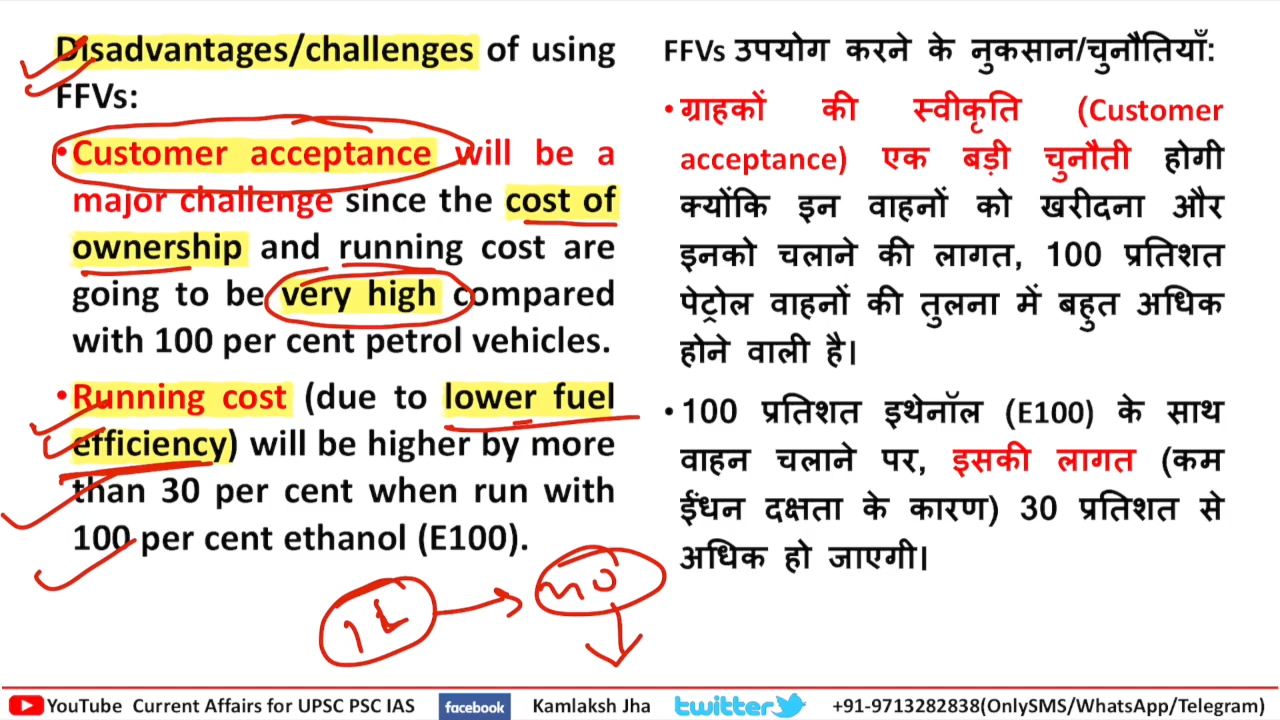 Disadvantages/challenges of using
FFVs:
•Customer acceptance will be a
major challenge since the cost of
ownership and running cost are
going to be very high compared
with 100 per cent petrol vehicles.
•Running cost (due to lower fuel
efficiency) will be higher by more
than 30 per cent when run with
100 per cent ethanol (E100).
1L
FFVs उपयोग करने के नुकसान/चुनौतियाँ:
•ग्राहकों की स्वीकृति (Customer
acceptance) एक बड़ी चुनौती होगी
क्योंकि इन वाहनों को खरीदना और
इनको चलाने की लागत, 100 प्रतिशत
पेट्रोल वाहनों की तुलना में बहुत अधिक
होने वाली है।
•100 प्रतिशत इथेनॉल (E100) के साथ
वाहन चलाने पर, इसकी लागत (कम
ईंधन दक्षता के कारण) 30 प्रतिशत से
अधिक हो जाएगी।
YouTube Current Affairs for UPSC PSC IAS facebook Kamlaksh Jha twitter +91-9713282838(OnlySMS/WhatsApp/Telegram)